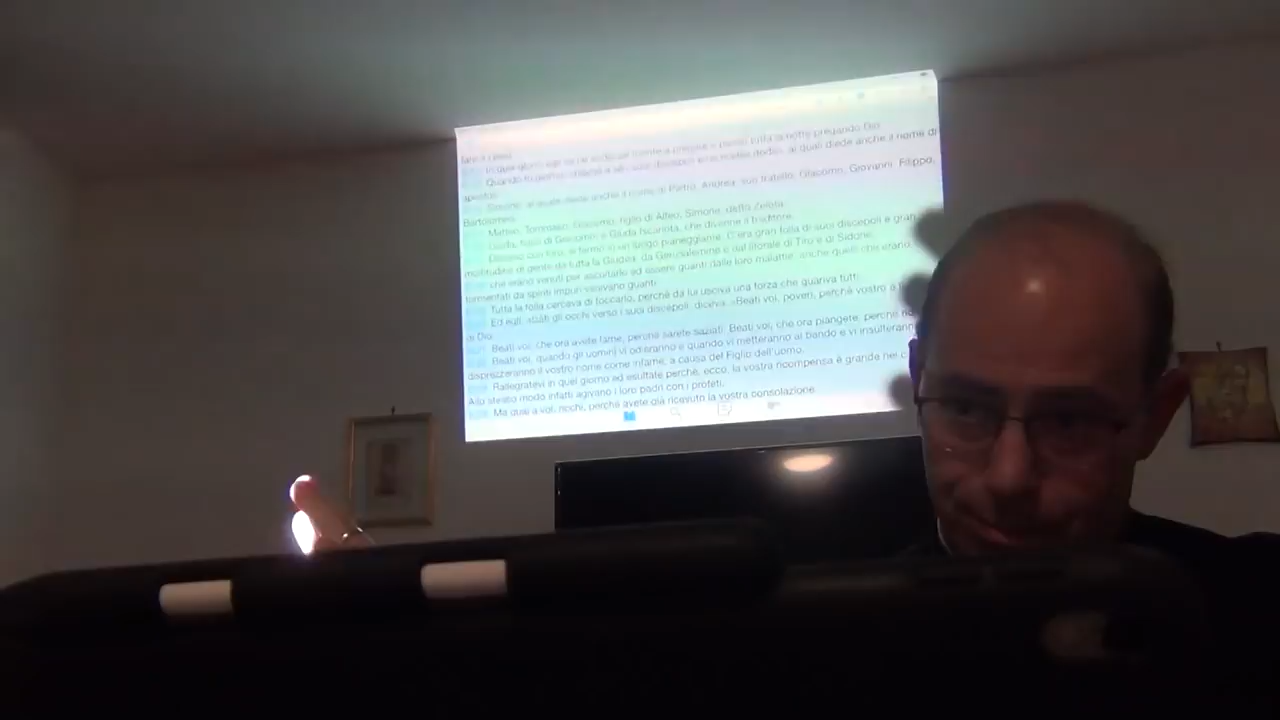 In quei giorni egli se ne andò sul monte a pregare e passò tutta la notte pregando Dio.
Quando fu giorno, chiamò a sé i suoi discepoli e ne scelse dodici, ai quali diede anche il nome di
apostoli:
Simone, al quale diede anche il nome di Pietro, Andrea, suo fratello, Giacomo, Giovanni, Filippo,
Bartolomeo,
Matteo, Tommaso, Giacomo, figlio di Alfeo, Simone, detto Zelota,
Giuda, figlio di Giacomo; e Giuda Iscariota, che divenne il traditore.
Disceso con loro, si fermò in un luogo pianeggiante. C'era gran folla di suoi discepoli e gran
moltitudine di gente da tutta la Giudea, da Gerusalemme e dal litorale di Tiro e di Sidone,
che erano venuti per ascoltarlo ed essere guariti dalle loro malattie; anche quelli che erano
tormentati da spiriti impuri venivano guariti.
Tutta la folla cercava di toccarlo, perché da lui usciva una forza che guariva tutti.
Ed egli, alzàti gli occhi verso i suoi discepoli, diceva: «Beati voi, poveri, perché vostro è
di Dio.
Beati voi, che ora avete fame, perché sarete saziati. Beati voi, che ora piangete, perché
Beati voi, quando gli uomini vi odieranno e quando vi metteranno al bando e vi insulteranno
disprezzeranno il vostro nome come infame, a causa del Figlio dell'uomo.
Rallegratevi in quel giorno ed esultate perché, ecco, la vostra ricompensa è grande nel
Allo stesso modo infatti agivano i loro padri con i profeti.
Ma guai a voi, ricchi, perché avete già ricevuto la vostra consolazione.